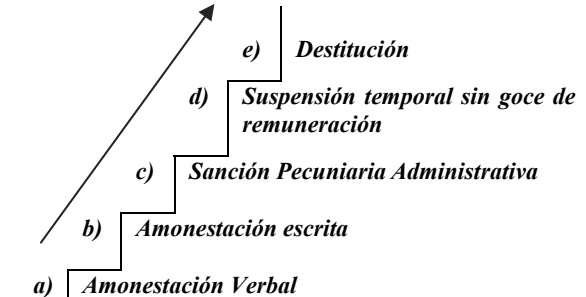 e) Destitución
d) Suspensión temporal sin goce de
remuneración
c) Sanción Pecuniaria Administrativa
b) Amonestación escrita
a) Amonestación Verbal